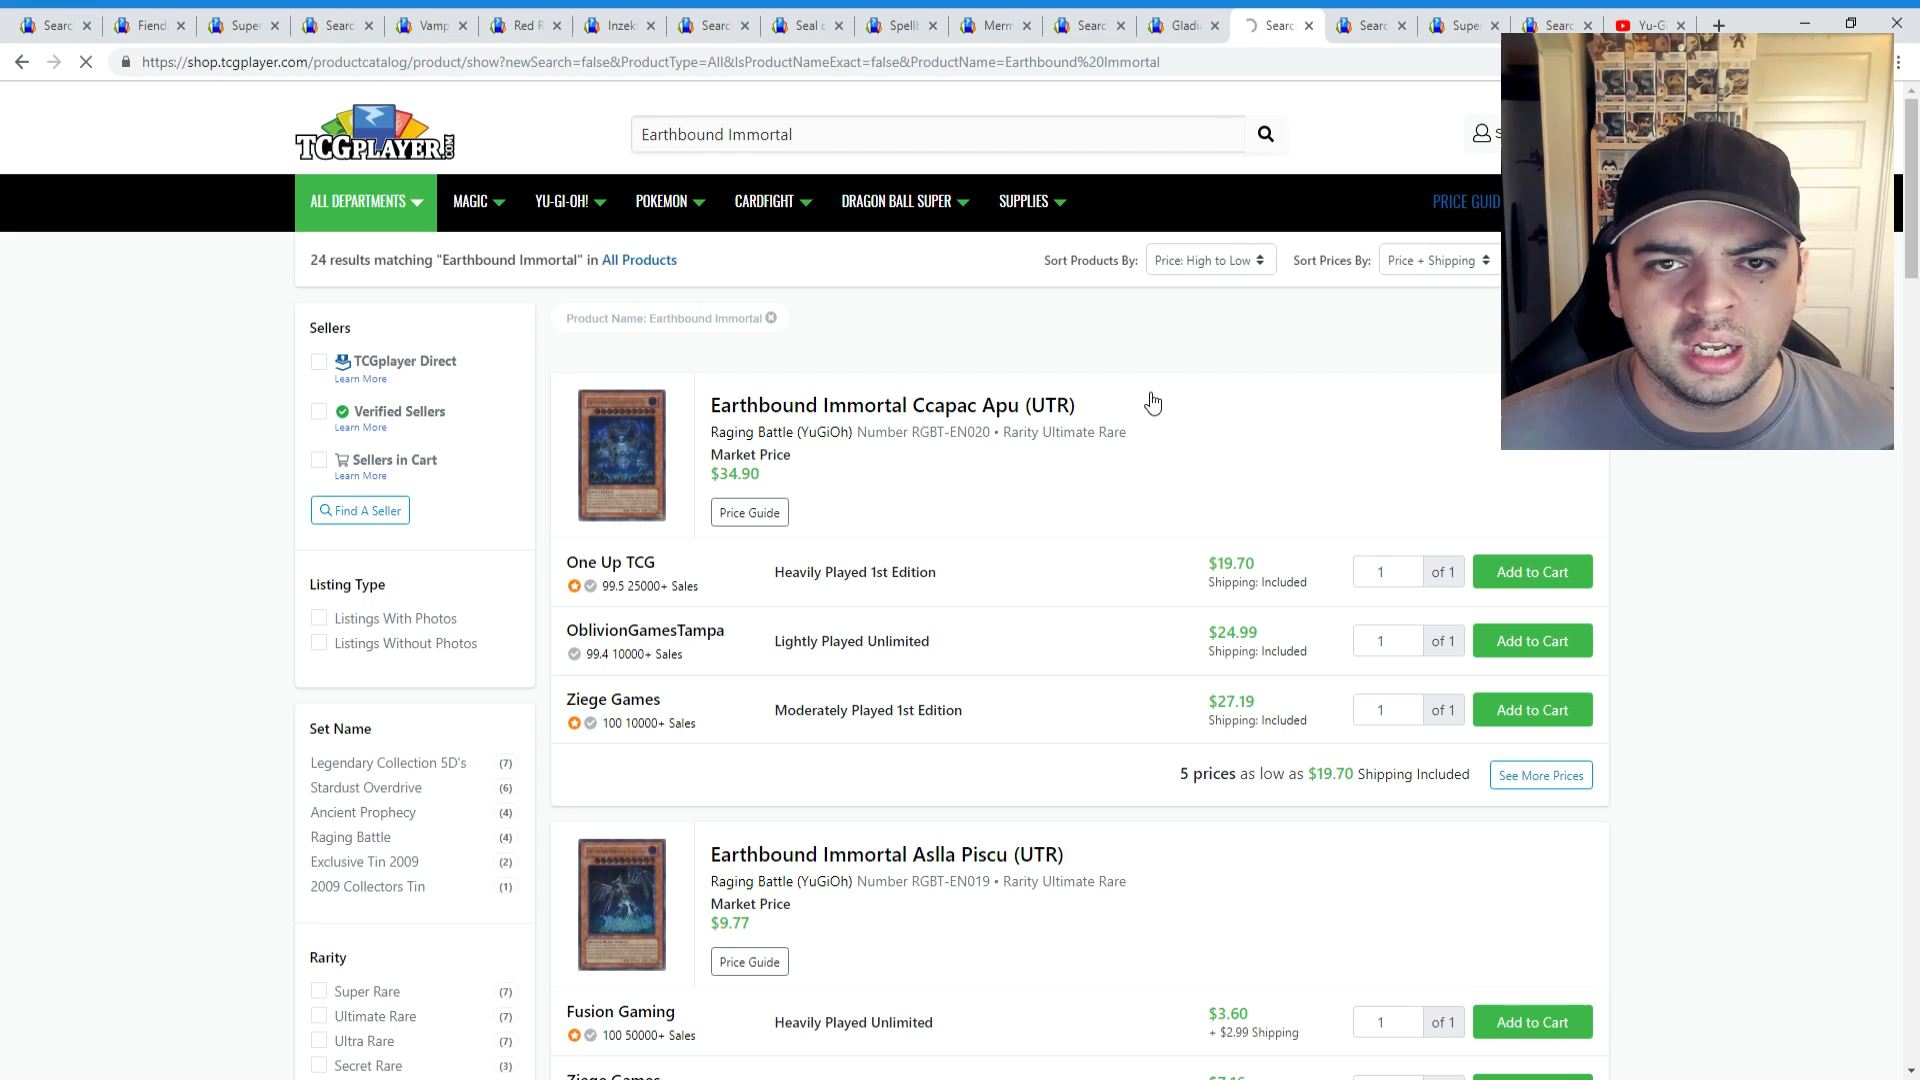 Searc
Fiend
Super
Searc
Vamp
Red R
Inzek
Searc
Seal c
Spellb
Merm
Searc
Gladi
Searc
Searc
Super
Searc
Yu-G
https://shop.tcgplayer.com/productcatalog/product/show?newSearch=false&ProductType=All&IsProductNameExact=false&ProductName=Earthbound%20Immortal
TCGPLAYER.COM
Earthbound Immortal
S
ALL DEPARTMENTS MAGIC YU-GI-OH! POKEMON CARDFIGHT DRAGON BALL SUPER SUPPLIES PRICE GUID
24 results matching "Earthbound Immortal" in All Products
Sort Products By: Price: High to Low Sort Prices By: Price + Shipping
Sellers
TCGplayer Direct
Learn More
Verified Sellers
Learn More
Sellers in Cart
Learn More
Find A Seller
Listing Type
Listings With Photos
Listings Without Photos
Set Name
Legendary Collection 5D's (7)
Stardust Overdrive (6)
Ancient Prophecy (4)
Raging Battle (4)
Exclusive Tin 2009 (2)
2009 Collectors Tin (1)
Rarity
Super Rare (7)
Ultimate Rare (7)
Ultra Rare (7)
Secret Rare (3)
Product Name: Earthbound Immortal
Earthbound Immortal Ccapac Apu (UTR)
Raging Battle (YuGiOh) Number RGBT-EN020 • Rarity Ultimate Rare
Market Price
$34.90
Price Guide
One Up TCG
99.5 25000+ Sales
Heavily Played 1st Edition
$19.70
Shipping: Included
1 of 1 Add to Cart
OblivionGamesTampa
99.4 10000+ Sales
Lightly Played Unlimited
$24.99
Shipping: Included
1 of 1 Add to Cart
Ziege Games
100 10000+ Sales
Moderately Played 1st Edition
$27.19
Shipping: Included
1 of 1 Add to Cart
5 prices as low as $19.70 Shipping Included See More Prices
Earthbound Immortal Aslla Piscu (UTR)
Raging Battle (YuGiOh) Number RGBT-EN019 • Rarity Ultimate Rare
Market Price
$9.77
Price Guide
Fusion Gaming
100 50000+ Sales
Heavily Played Unlimited
$3.60
+ $2.99 Shipping
1 of 1 Add to Cart
Ziege Games
$7.16